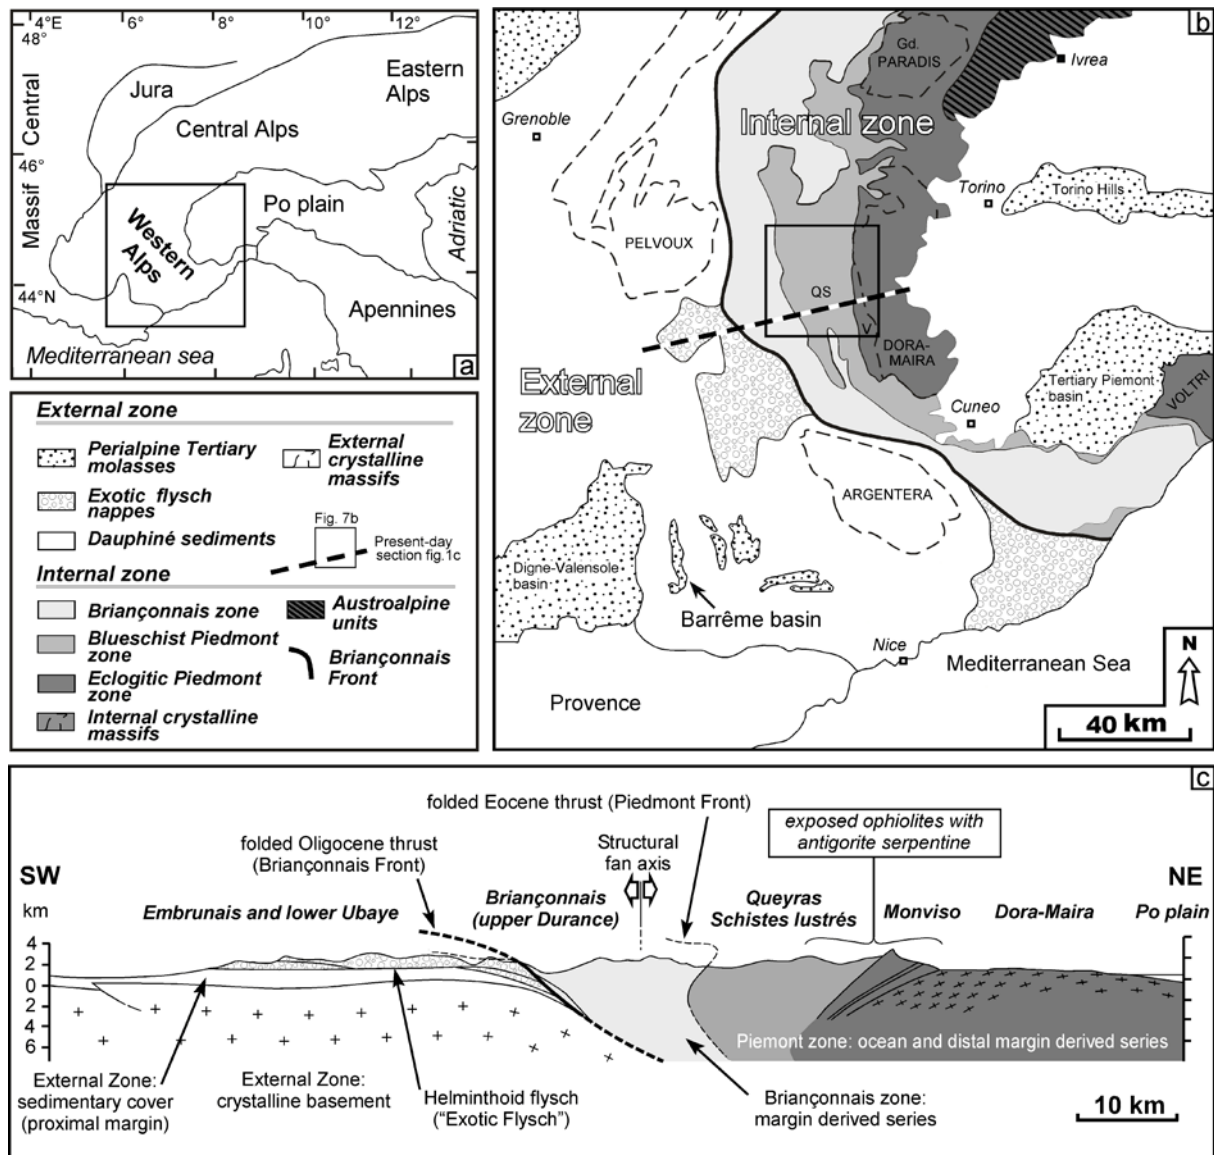 48°
E
6°
8°
10°
12°
Massif Central
Jura
Central Alps
Eastern
Alps
46°
Po plain
Adriatic
Western
Alps
44°
N
Apennines
Mediterranean sea
6
8
10
12
a
External zone
Perialpine Tertiary
molasses
External
crystalline
massifs
Exotic flysch
nappes
Fig. 7b
Dauphiné sediments
Present-day
section fig.1c
Internal zone
Briançonnais zone
Austroalpine
units
Blueschist Piedmont
zone
Briançonnais
Front
Eclogitic Piedmont
zone
Internal crystalline
massifs
b
Gd.
PARADIS
Ivrea
Grenoble
Internal zone
Torino
Torino Hills
PELVOUX
QS
V
DORA-
MAIRA
External
zone
Tertiary Piemont
basin
VOLTRI
Cuneo
ARGENTERA
Digne-Valensole
basin
Barrême basin
Nice
Mediterranean Sea
Provence
N
40 km
c
folded Eocene thrust (Piedmont Front)
folded Oligocene thrust
(Briançonnais Front)
Structural
fan axis
exposed ophiolites with
antigorite serpentine
SW
NE
km
Embrunais and lower Ubaye
Briançonnais
(upper Durance)
Queyras
Schistes lustrés
Monviso
Dora-Maira
Po plain
4
2
0
2
4
6
Piemont zone: ocean and distal margin derived series
External Zone:
sedimentary cover
(proximal margin)
External Zone:
crystalline basement
Helminthoid flysch
("Exotic Flysch")
Briançonnais zone:
margin derived series
10 km